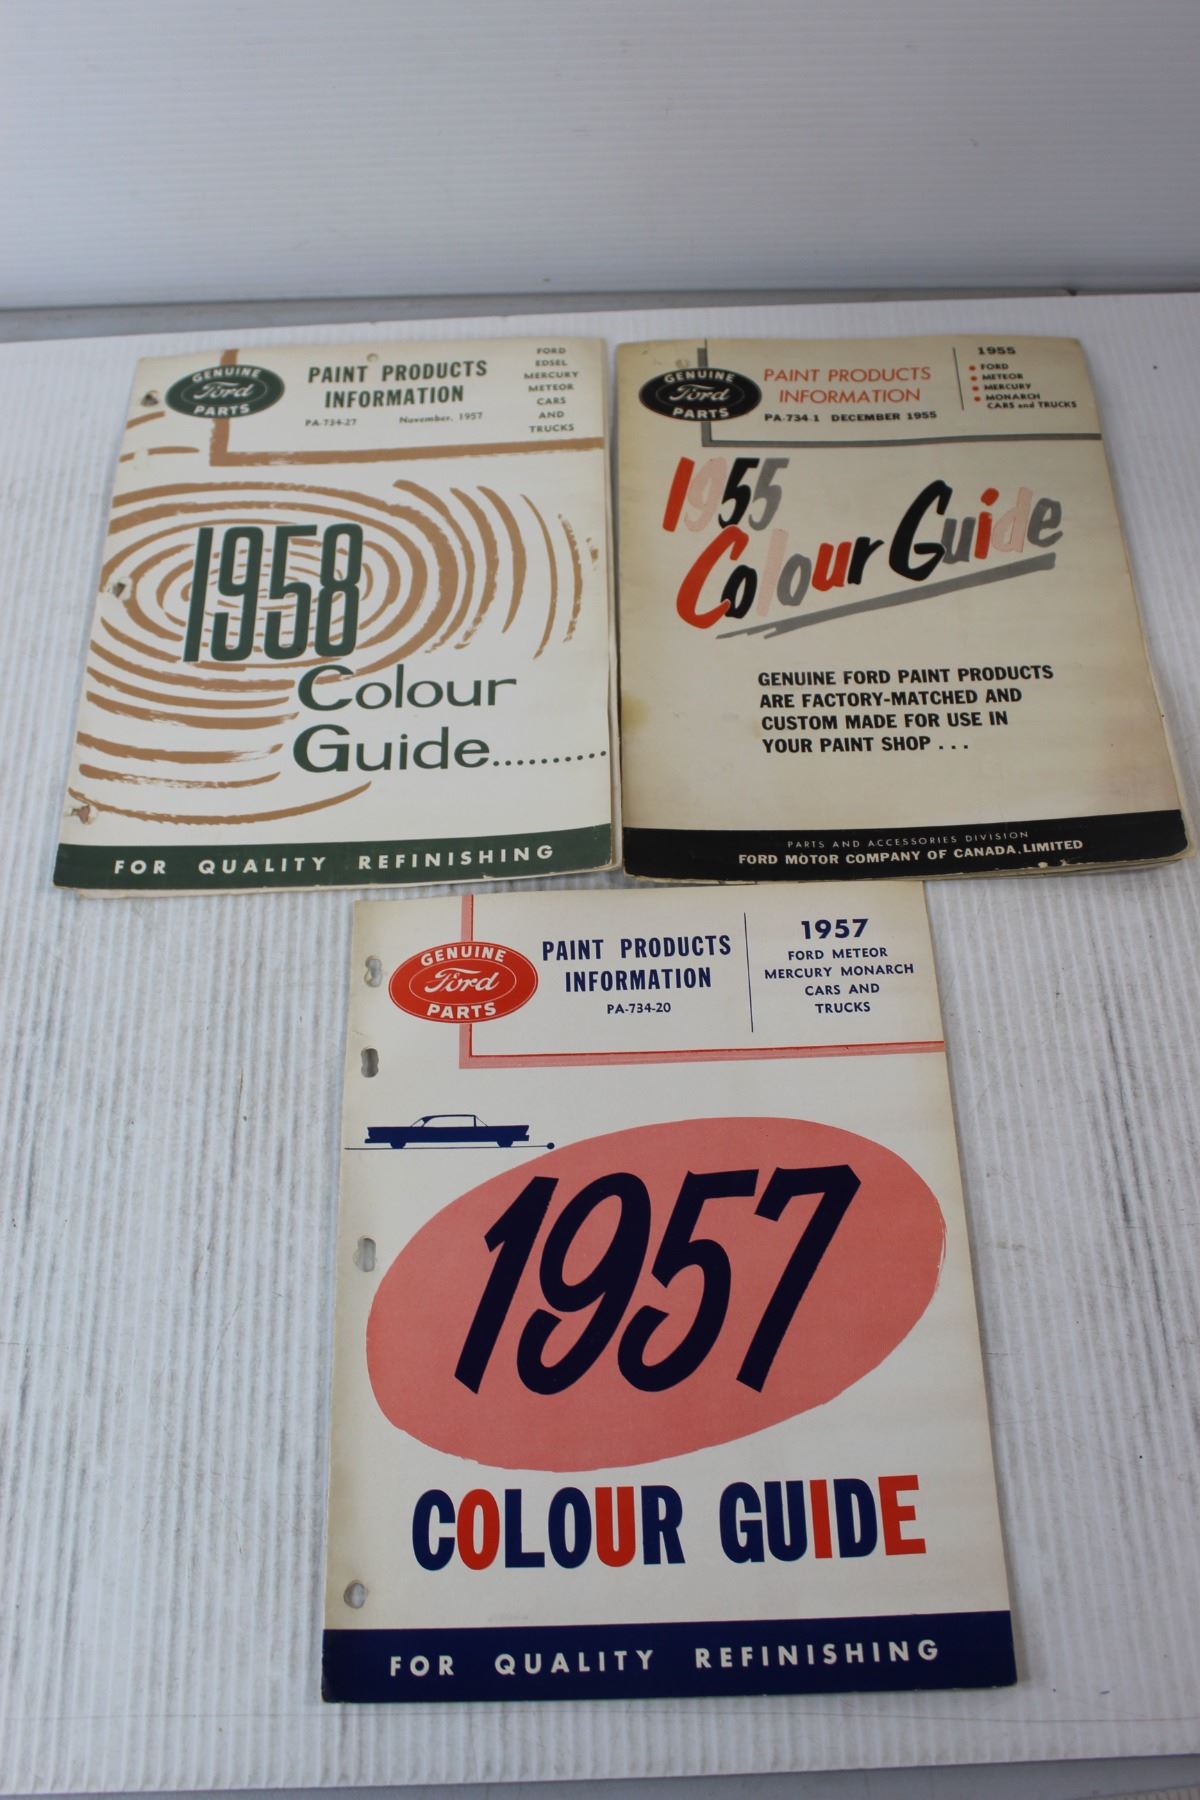 GENUINE
Ford
PARTS
PAINT PRODUCTS
INFORMATION
PA-734-27 November, 1957
FORD
EDSEL
MERCURY
METEOR
CARS
AND
TRUCKS
1958
Colour
Guide..........
FOR QUALITY REFINISHING
GENUINE
Ford
PARTS
PAINT PRODUCTS
INFORMATION
PA-734-1 DECEMBER 1955
1955
• FORD
• METEOR
• MERCURY
• MONARCH
CARS and TRUCKS
1955
Colour Guide
GENUINE FORD PAINT PRODUCTS
ARE FACTORY-MATCHED AND
CUSTOM MADE FOR USE IN
YOUR PAINT SHOP . . .
PARTS AND ACCESSORIES DIVISION
FORD MOTOR COMPANY OF CANADA, LIMITED
GENUINE
Ford
PARTS
PAINT PRODUCTS
INFORMATION
PA-734-20
1957
FORD METEOR
MERCURY MONARCH
CARS AND
TRUCKS
1957
COLOUR GUIDE
FOR QUALITY REFINISHING